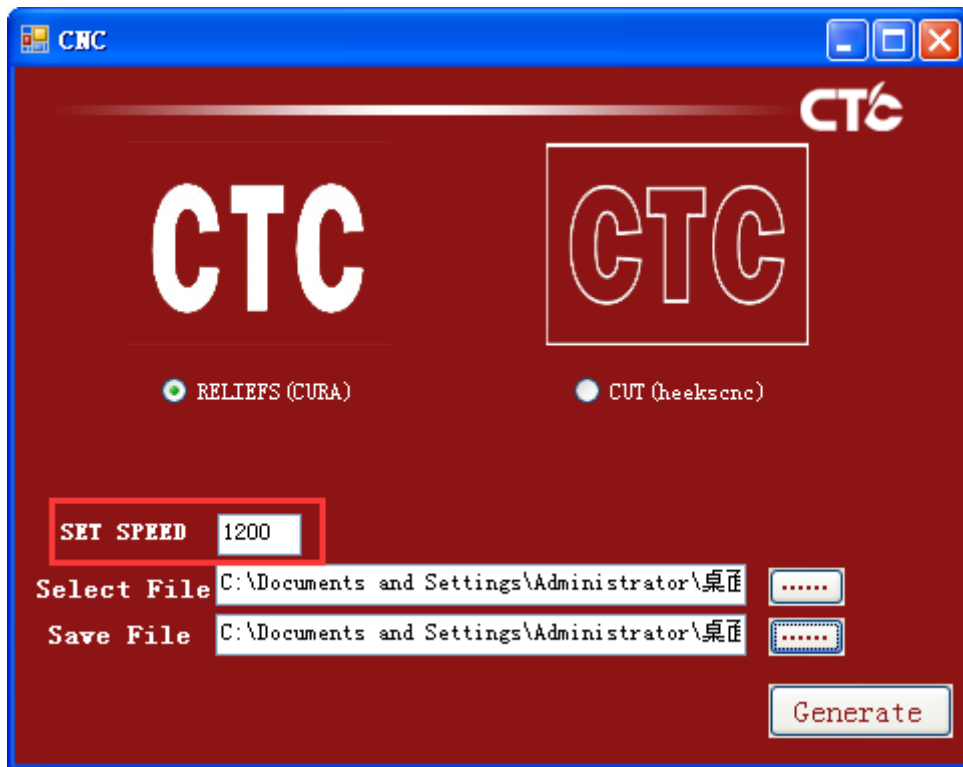 CNC
CTC
CTC
CTC
RELIEFS(CURA)
CUT(heekscnc)
SET SPEED 1200
Select File C:\Documents and Settings\Administrator\桌面 ......
Save File C:\Documents and Settings\Administrator\桌面 ......
Generate